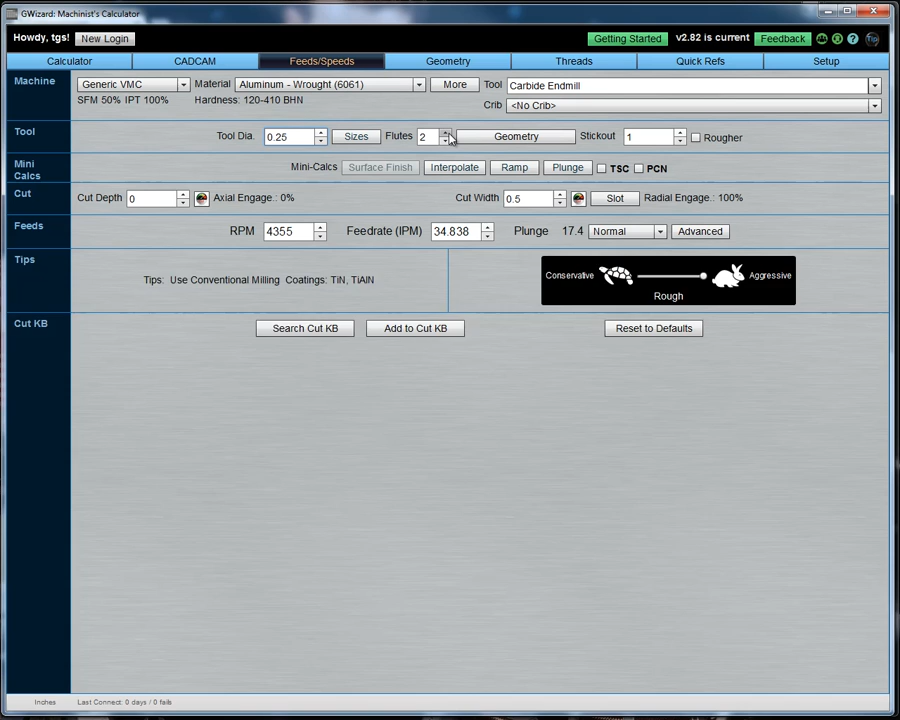 GWizard: Machinist's Calculator
Howdy, tgs! New Login Getting Started v2.82 is current Feedback ? Tip
Calculator CADCAM Feeds/Speeds Geometry Threads Quick Refs Setup
Machine Generic VMC Material Aluminum - Wrought (6061) More Tool Carbide Endmill
SFM 50% IPT 100% Hardness: 120-410 BHN Crib <No Crib>
Tool Tool Dia. 0.25 Sizes Flutes 2 Geometry Stickout 1 Rougher
Mini Calcs Mini-Calcs Surface Finish Interpolate Ramp Plunge TSC PCN
Cut Cut Depth 0 Axial Engage.: 0% Cut Width 0.5 Slot Radial Engage.: 100%
Feeds RPM 4355 Feedrate (IPM) 34.838 Plunge 17.4 Normal Advanced
Tips Tips: Use Conventional Milling Coatings: TiN, TiAlN Conservative Aggressive
Rough
Cut KB Search Cut KB Add to Cut KB Reset to Defaults
Inches Last Connect: 0 days / 0 fails